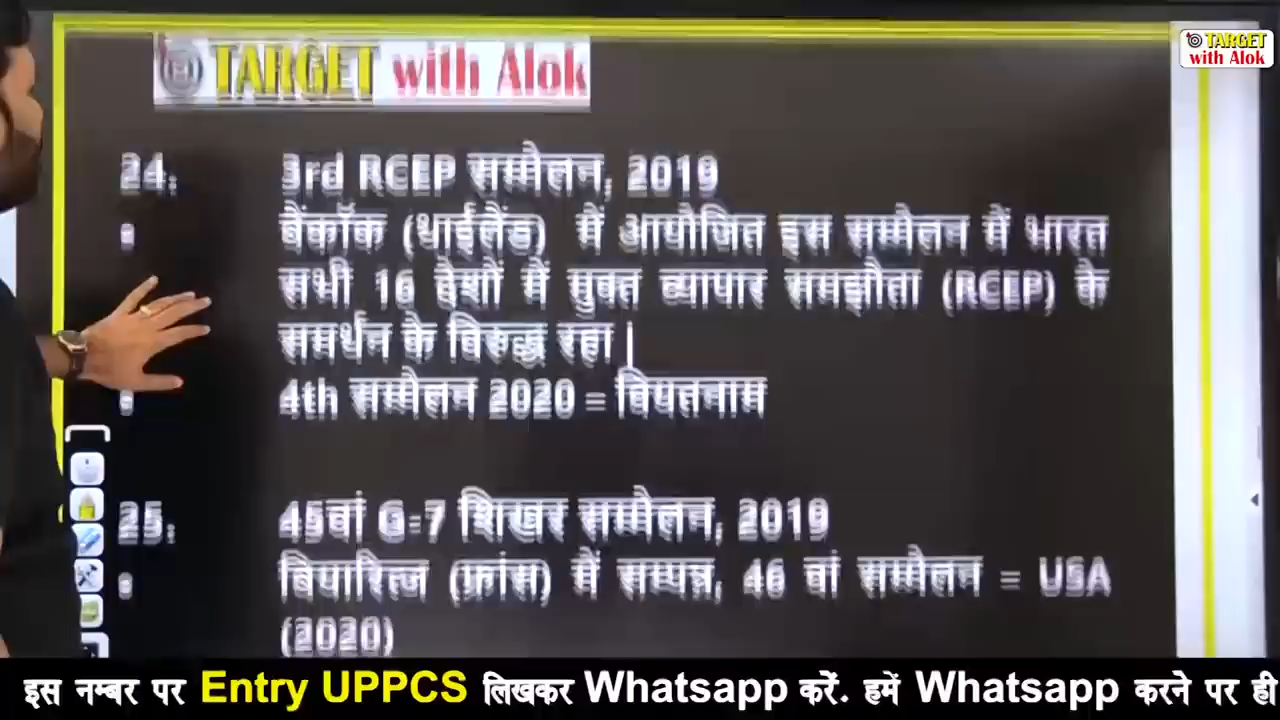 TARGET with Alok
TARGET
with Alok
24. 3rd RCEP सम्मेलन, 2019
बैंकॉक (थाईलैंड) में आयोजित इस सम्मेलन में भारत
सभी 16 देशों में मुक्त व्यापार समझौता (RCEP) के
समर्थन के विरुद्ध रहा |
4th सम्मेलन 2020 = वियतनाम
25. 45वां G-7 शिखर सम्मेलन, 2019
बियारित्ज (फ्रांस) में सम्पन्न, 46 वां सम्मेलन = USA
(2020)
इस नम्बर पर Entry UPPCS लिखकर Whatsapp करें. हमें Whatsapp करने पर ही